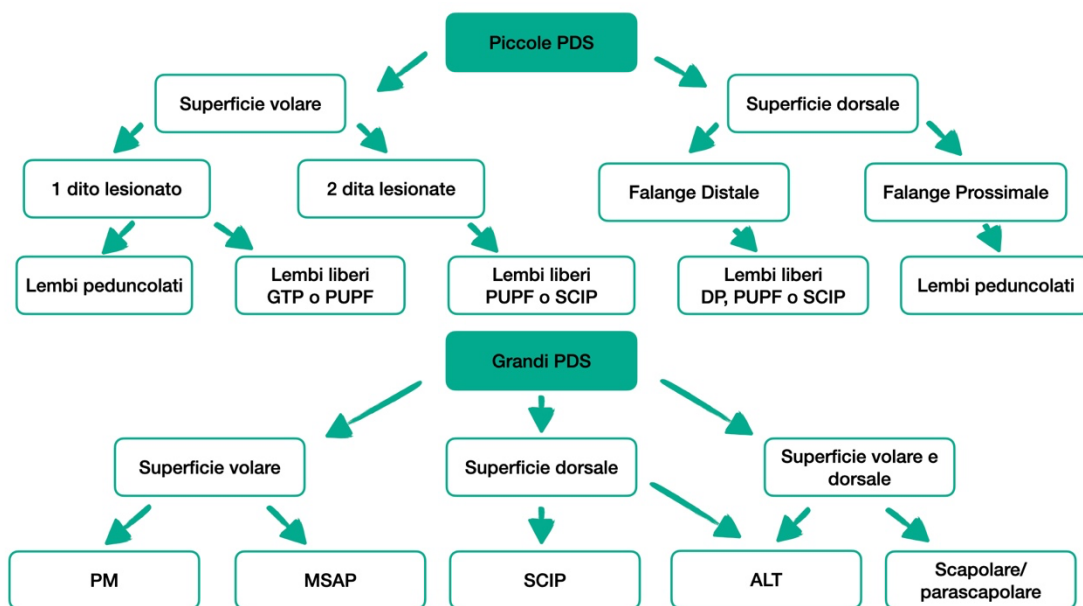 Piccole PDS
Superficie volare
Superficie dorsale
1 dito lesionato
2 dita lesionate
Falange Distale
Falange Prossimale
Lembi peduncolati
Lembi liberi
GTP o PUPF
Lembi liberi
PUPF o SCIP
Lembi liberi
DP, PUPF o SCIP
Lembi peduncolati
Grandi PDS
Superficie volare
Superficie dorsale
Superficie volare e
dorsale
PM
MSAP
SCIP
ALT
Scapolare/
parascapolare